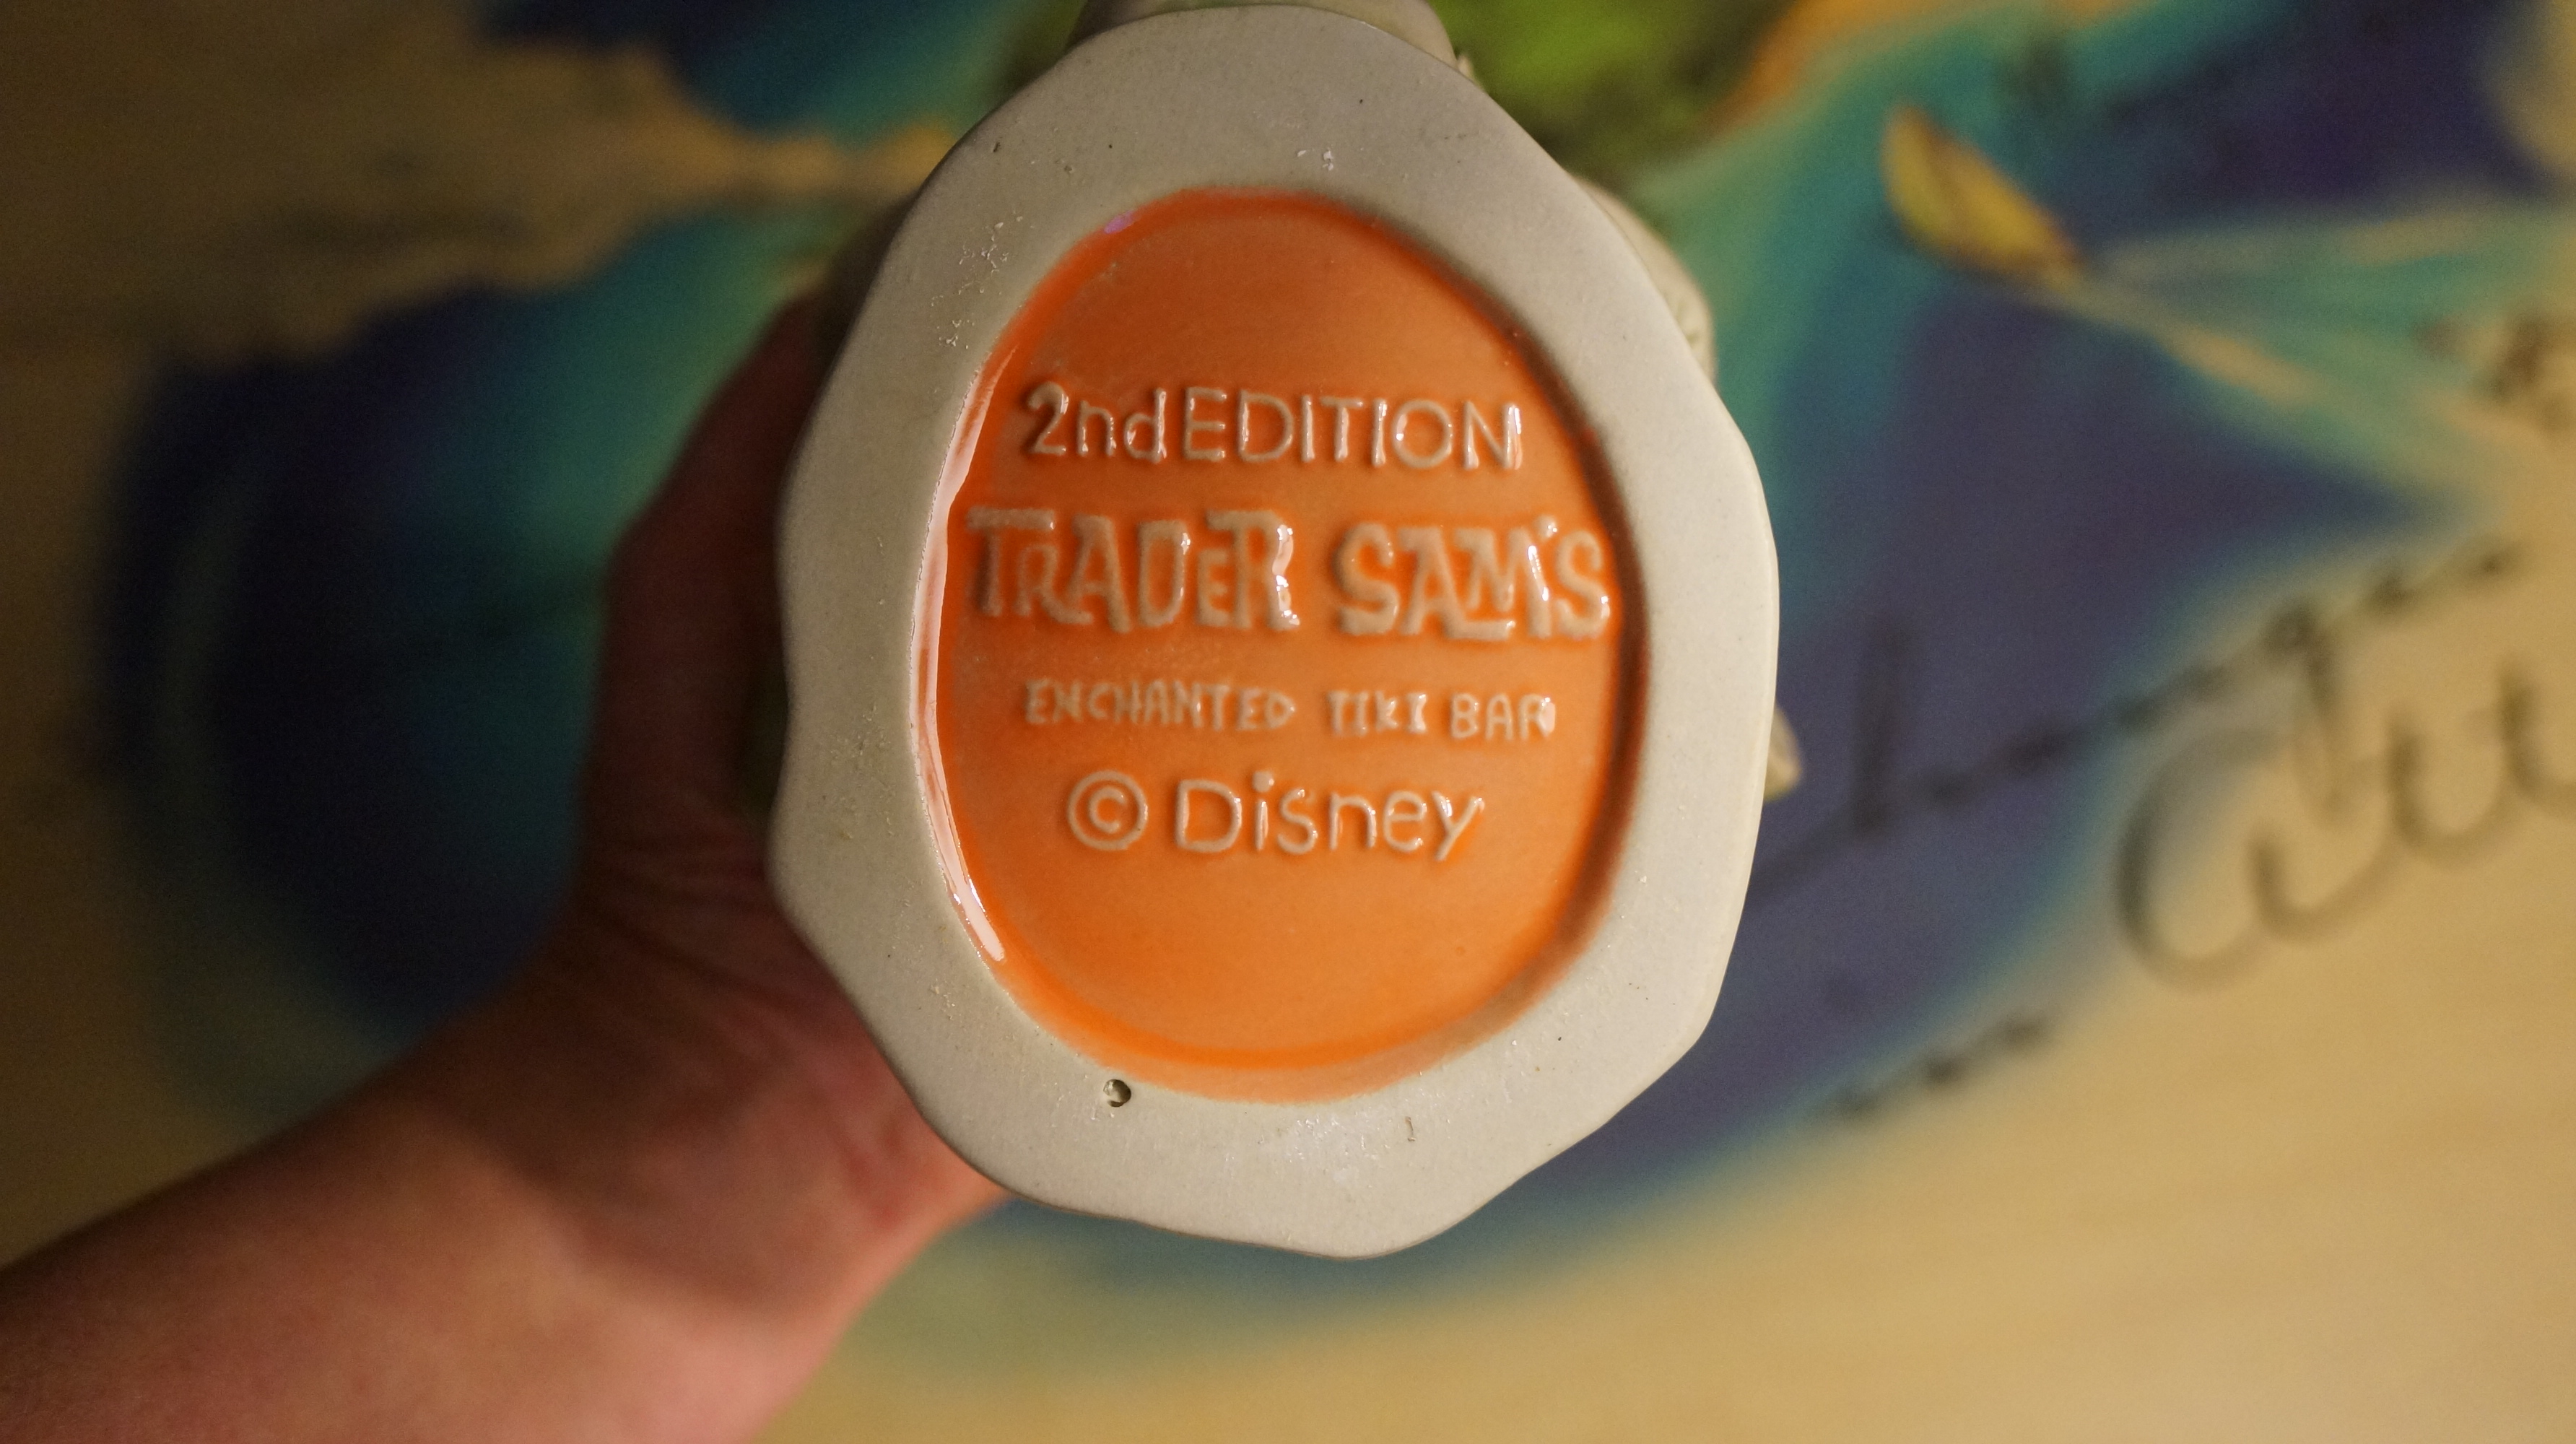 2nd EDITION
TRADER SAM'S
ENCHANTED TIKI BAR
© Disney